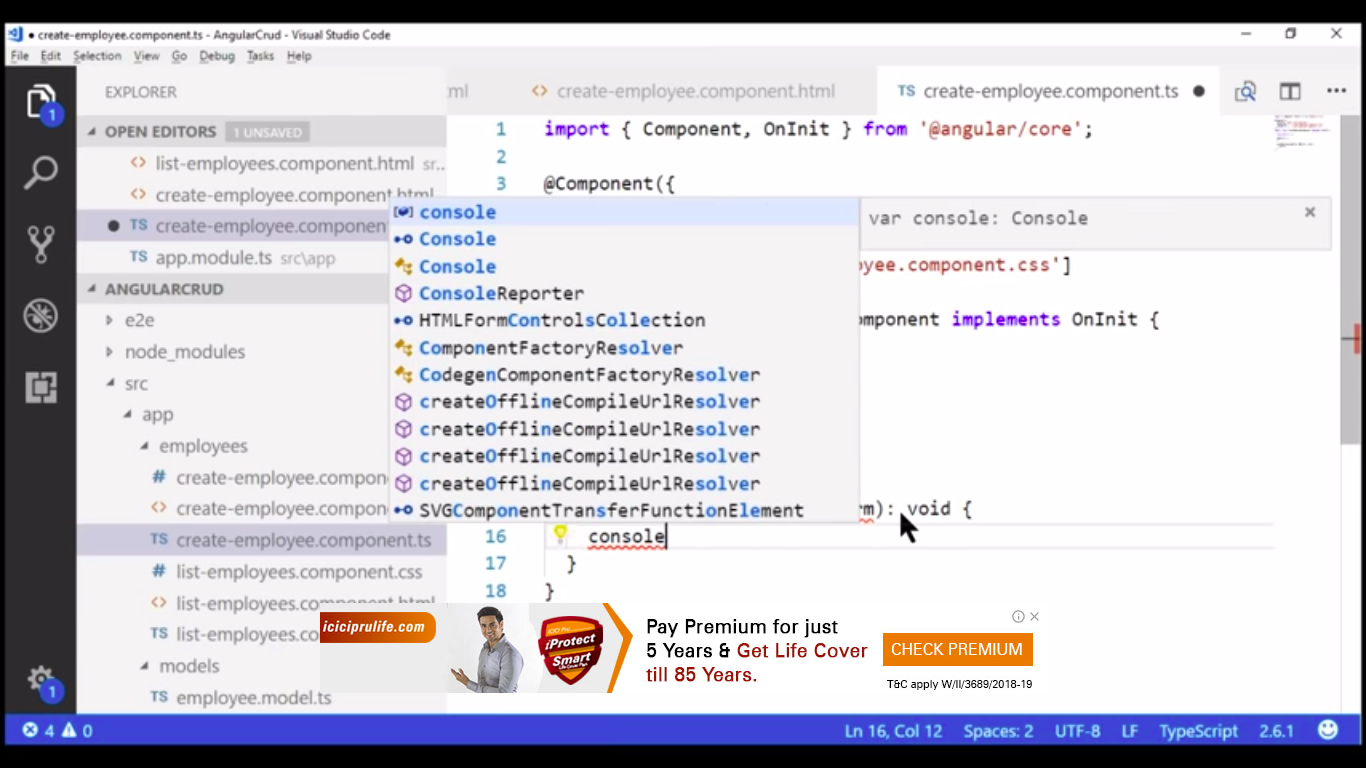 ● create-employee.component.ts - AngularCrud - Visual Studio Code
File Edit Selection View Go Debug Tasks Help
EXPLORER
ml
<> create-employee.component.html
TS create-employee.component.ts ●
OPEN EDITORS 1 UNSAVED
<> list-employees.component.html sr...
<> create-employee.component.html
● TS create-employee.componen
TS app.module.ts src\app
ANGULARCRUD
e2e
node_modules
src
app
employees
# create-employee.compon
<> create-employee.compon
TS create-employee.component.ts
# list-employees.component.css
<> list-employees.component.html
TS list-employees.co
models
TS employee.model.ts
1
1
1 import { Component, OnInit } from '@angular/core';
2
3 @Component({
console
Console
Console
ConsoleReporter
HTMLFormControlsCollection
ComponentFactoryResolver
CodegenComponentFactoryResolver
createOfflineCompileUrlResolver
createOfflineCompileUrlResolver
createOfflineCompileUrlResolver
createOfflineCompileUrlResolver
SVGComponentTransferFunctionElement
var console: Console
yee.component.css']
omponent implements OnInit {
rm): void {
16 console
17 }
18 }
iciciprulife.com
iProtect
Smart
Pay Premium for just
5 Years & Get Life Cover
till 85 Years.
CHECK PREMIUM
T&C apply W/II/3689/2018-19
4 0
Ln 16, Col 12 Spaces: 2 UTF-8 LF TypeScript 2.6.1